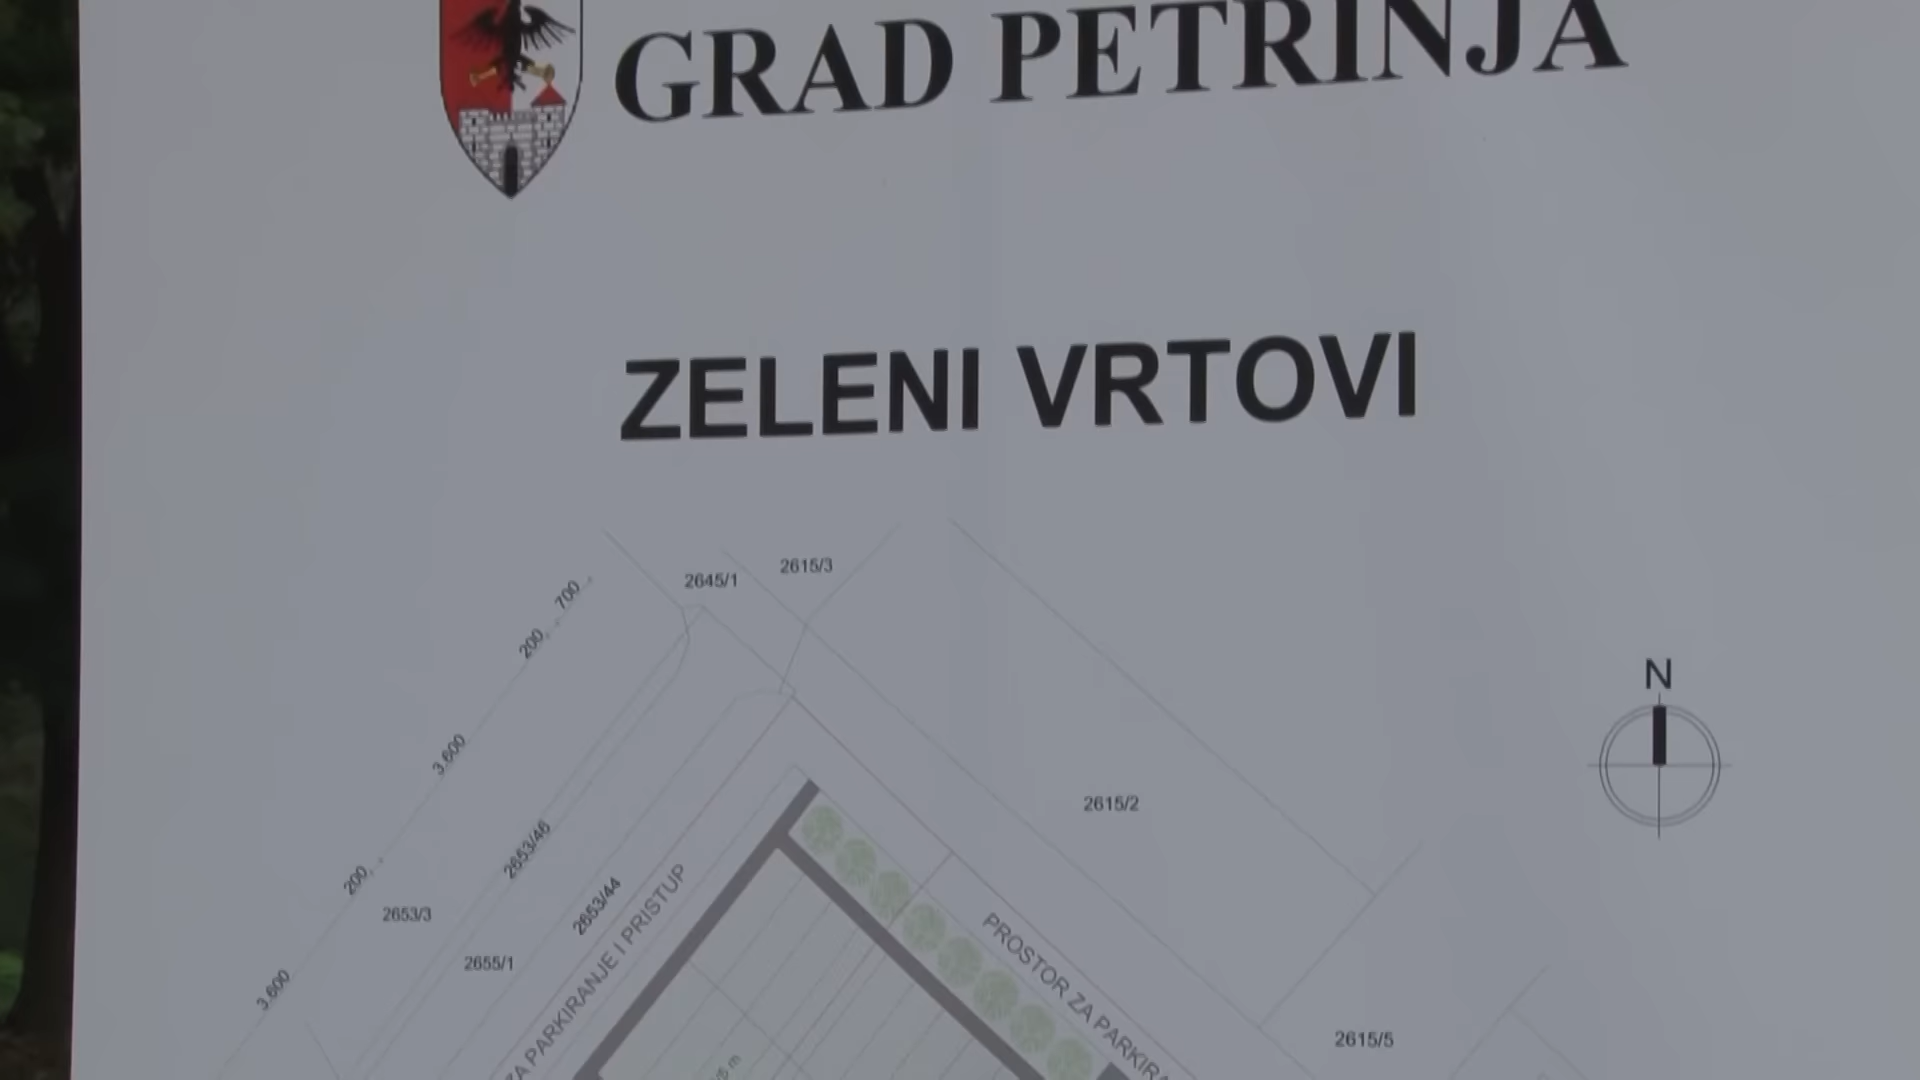 GRAD PETRINJA
ZELENI VRTOVI
2645/1
2615/3
700
200
N
3.600
2615/2
2653/46
200
2653/44
2653/3
ZA PARKIRANJE I PRISTUP
PROSTOR ZA PARKIRA
2655/1
3.600
2615/5